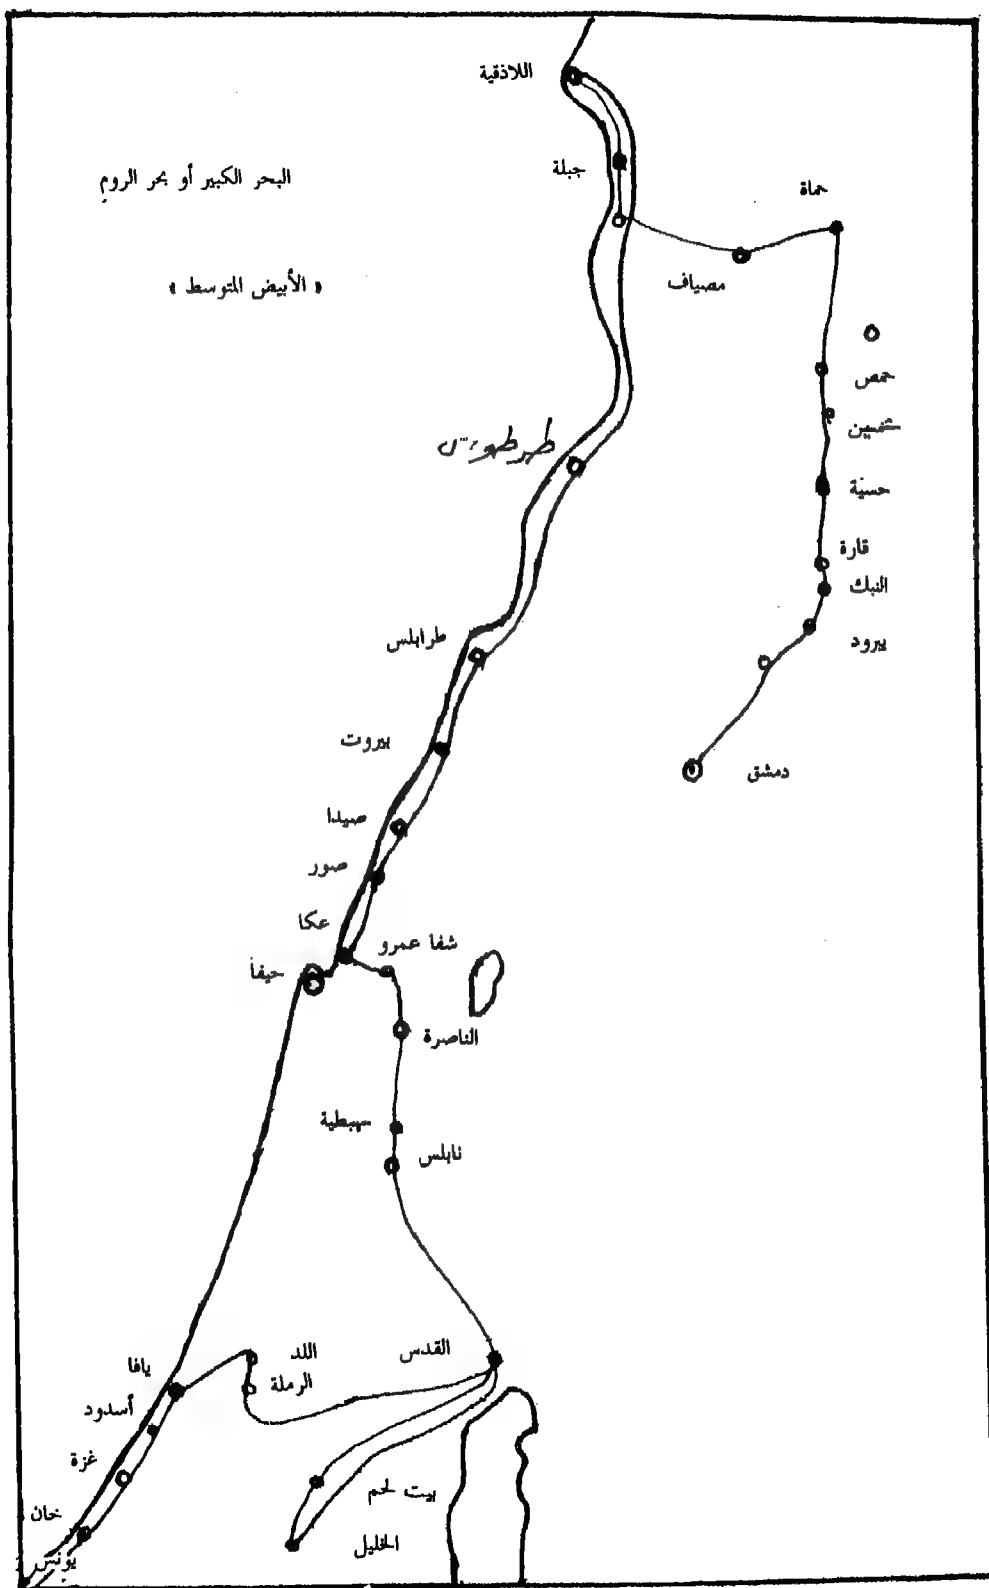 اللاذقية
جبلة
البحر الكبير أو بحر الروم
« الأبيض المتوسط »
حماة
مصياف
حمص
شمسين
حسيّة
طرطوس
قارة
النبك
يبرود
طرابلس
بيروت
دمشق
صيدا
صور
عكا
شفا عمرو
حيفا
الناصرة
سبطية
نابلس
القدس
اللد
الرملة
يافا
أسدود
غزة
بيت لحم
خان
يونس
الخليل